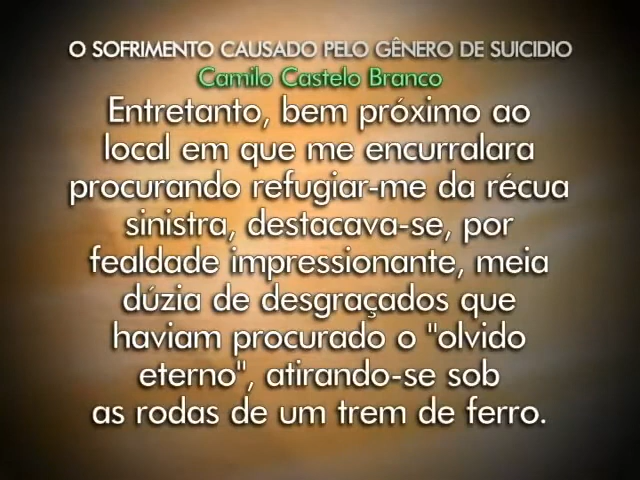 O SOFRIMENTO CAUSADO PELO GÊNERO DE SUICIDIO
Camilo Castelo Branco
Entretanto, bem próximo ao
local em que me encurralara
procurando refugiar-me da récua
sinistra, destacava-se, por
fealdade impressionante, meia
dúzia de desgraçados que
haviam procurado o "olvido
eterno", atirando-se sob
as rodas de um trem de ferro.